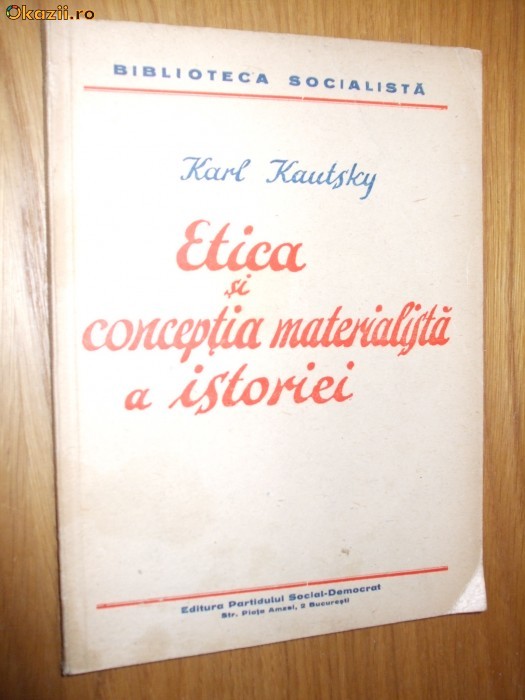 Okazii.ro
BIBLIOTECA SOCIALISTĂ
Karl Kautsky
Etica
și
concepția materialistă
a istoriei
Editura Partidului Social-Democrat
Str. Piața Amzei, 2 București